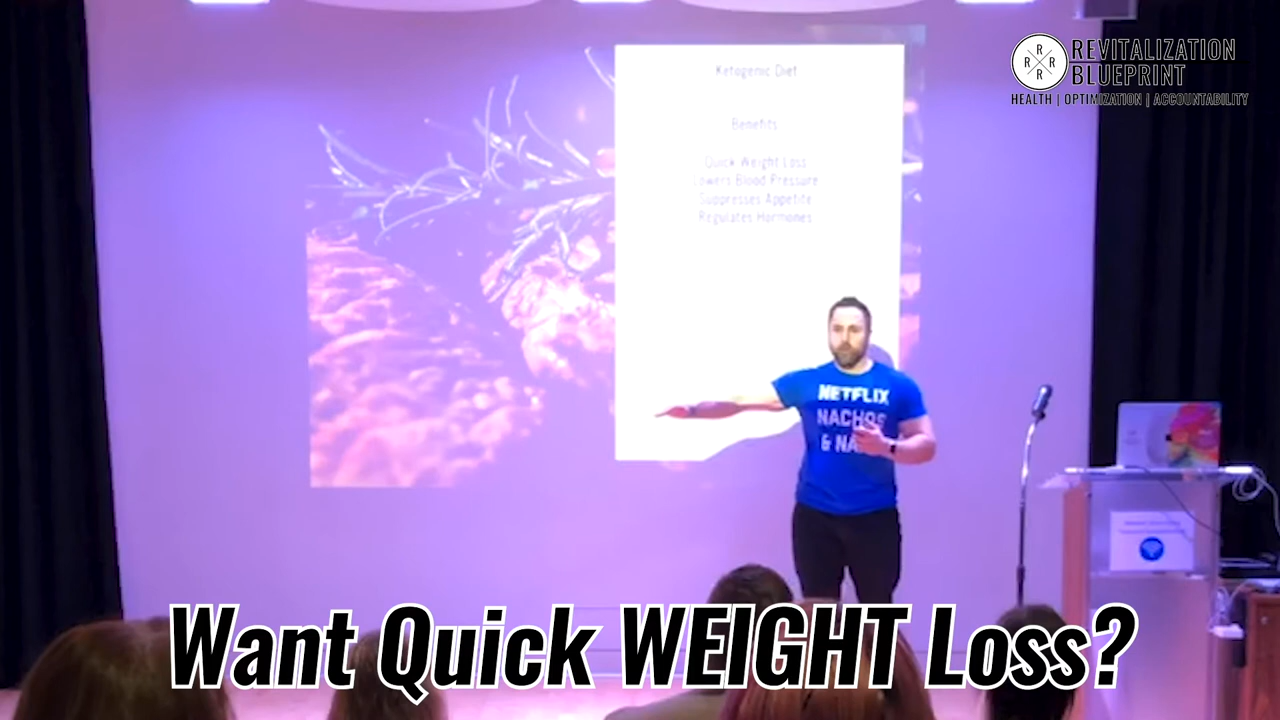 REVITALIZATION
BLUEPRINT
HEALTH | OPTIMIZATION | ACCOUNTABILITY
R
R R
R
Ketogenic Diet
Benefits
Quick Weight Loss
Lowers Blood Pressure
Suppresses Appetite
Regulates Hormones
NETFLIX
NACHOS
&
Want Quick WEIGHT Loss?